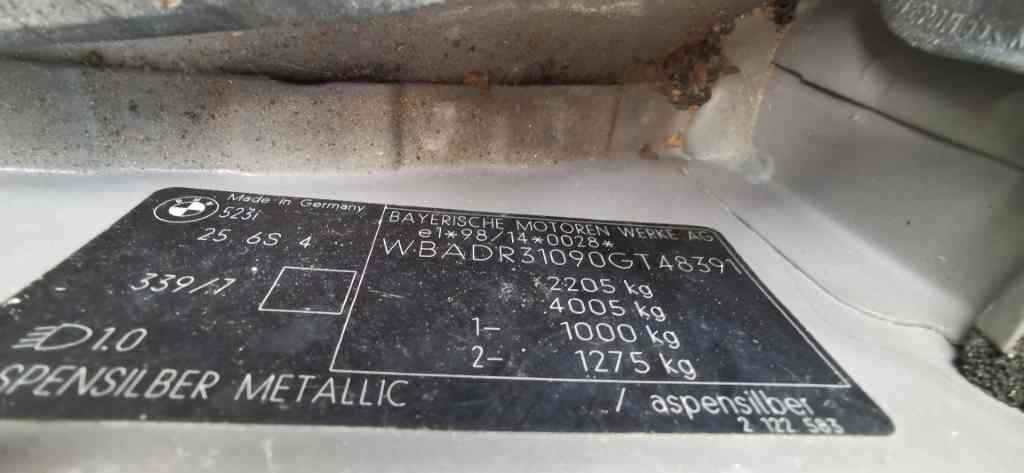 Made in Germany
523i
25 6S 4
339/7
1.0
BAYERISCHE MOTOREN WERKE AG
e1*98/14*0028*
WBADR31090GT48391
2205 kg
4005 kg
1– 1000 kg
2– 1275 kg
SPENSILBER METALLIC / aspensilber
2 122 583